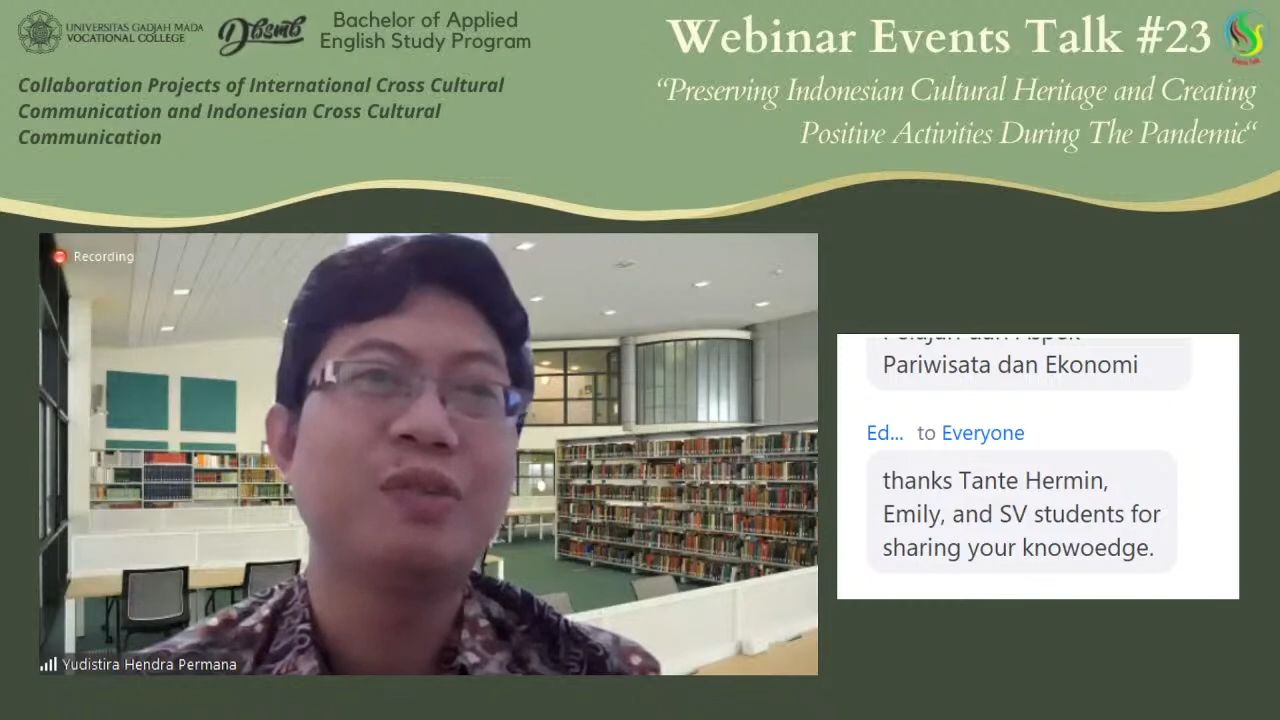 UNIVERSITAS GADJAH MADA
VOCATIONAL COLLEGE
Dbsmb
Bachelor of Applied
English Study Program
Collaboration Projects of International Cross Cultural
Communication and Indonesian Cross Cultural
Communication
Webinar Events Talk #23
“Preserving Indonesian Cultural Heritage and Creating
Positive Activities During The Pandemic“
Recording
Yudistira Hendra Permana
Pariwisata dan Ekonomi
Ed... to Everyone
thanks Tante Hermin,
Emily, and SV students for
sharing your knowoedge.